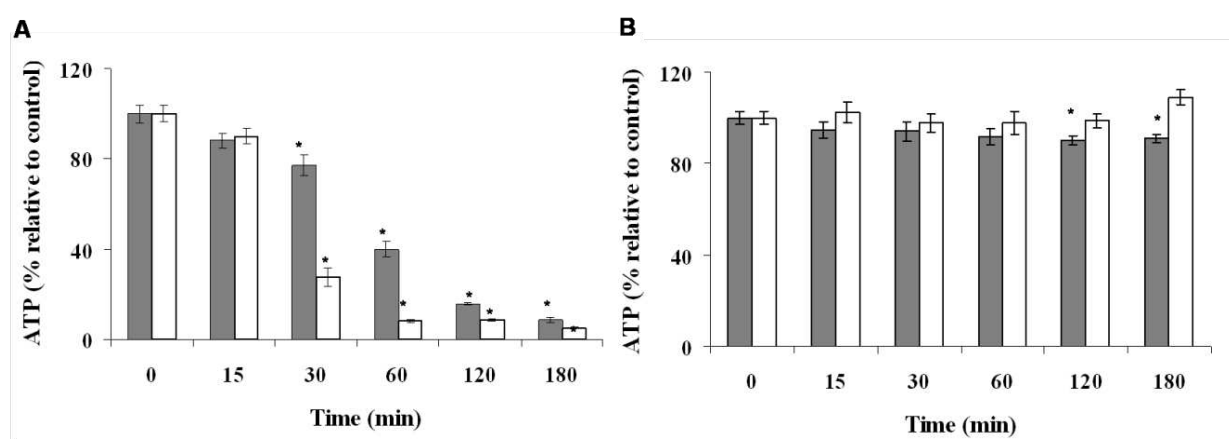 A
ATP (% relative to control)
120
80
40
0
* * * * * * * *
0 15 30 60 120 180
Time (min)
B
ATP (% relative to control)
120
80
40
0
* *
0 15 30 60 120 180
Time (min)